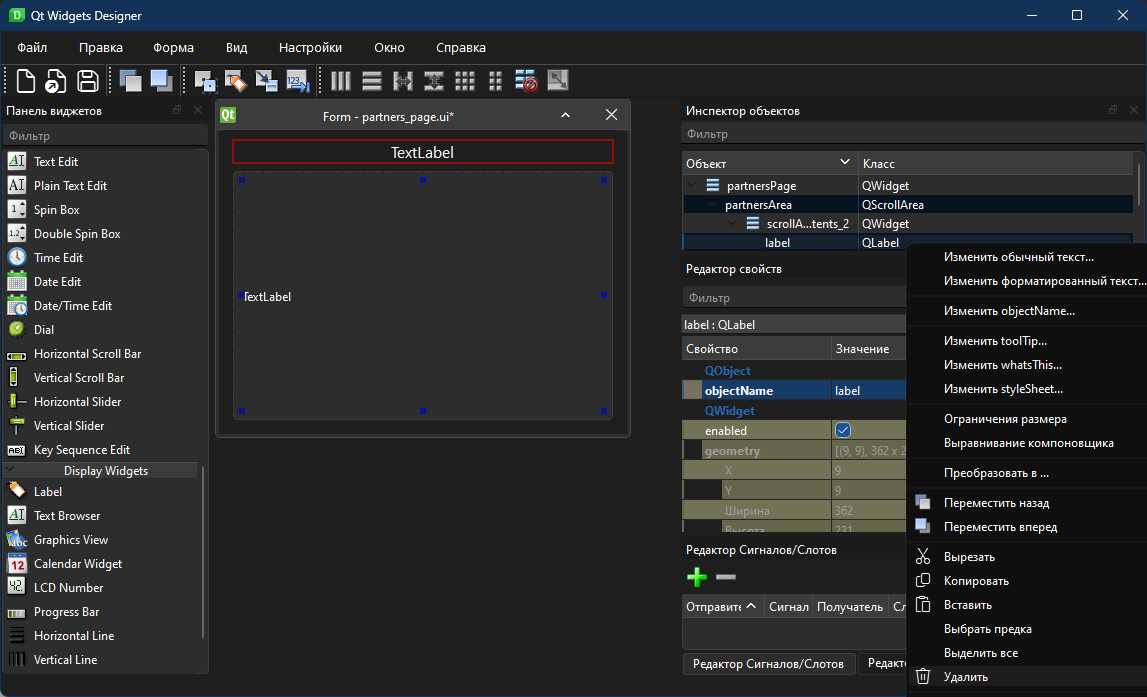 Qt Widgets Designer
Файл Правка Форма Вид Настройки Окно Справка
Панель виджетов
Фильтр
Text Edit
Plain Text Edit
Spin Box
Double Spin Box
Time Edit
Date Edit
Date/Time Edit
Dial
Horizontal Scroll Bar
Vertical Scroll Bar
Horizontal Slider
Vertical Slider
Key Sequence Edit
Display Widgets
Label
Text Browser
Graphics View
Calendar Widget
LCD Number
Progress Bar
Horizontal Line
Vertical Line
Form - partners_page.ui*
TextLabel
TextLabel
Инспектор объектов
Фильтр
Объект Класс
partnersPage QWidget
partnersArea QScrollArea
scrollA...tents_2 QWidget
label QLabel
Редактор свойств
Фильтр
label : QLabel
Свойство Значение
QObject
objectName label
QWidget
enabled
geometry [(9, 9), 362 x 2
X 9
Y 9
Ширина 362
Высота 231
Редактор Сигналов/Слотов
Отправите Сигнал Получатель Сл
Редактор Сигналов/Слотов Редакт
Изменить обычный текст...
Изменить форматированный текст...
Изменить objectName...
Изменить toolTip...
Изменить whatsThis...
Изменить styleSheet...
Ограничения размера
Выравнивание компоновщика
Преобразовать в ...
Переместить назад
Переместить вперед
Вырезать
Копировать
Вставить
Выбрать предка
Выделить все
Удалить